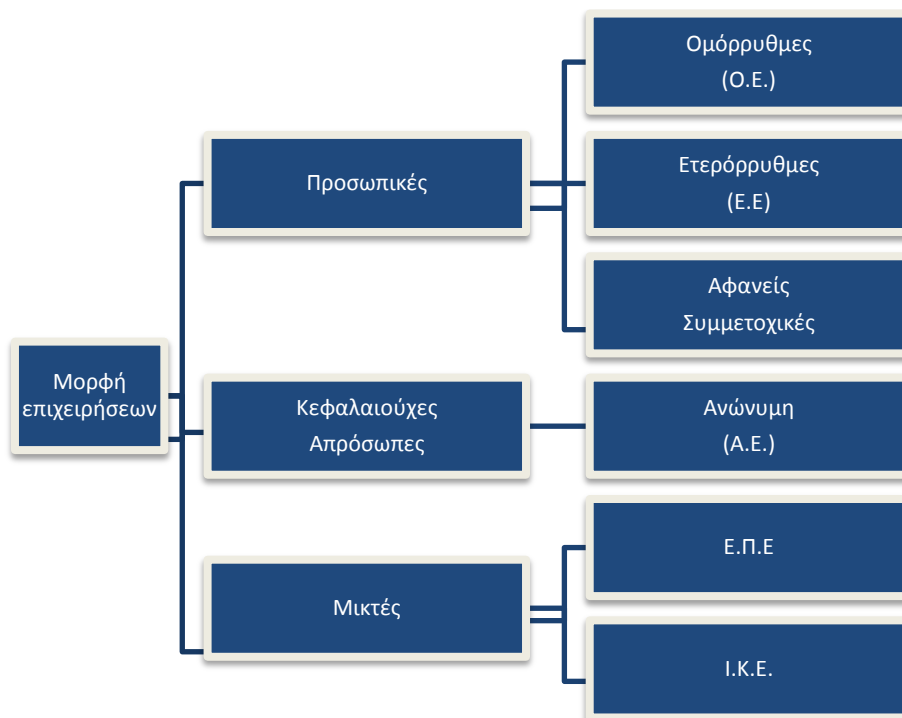 Μορφή
επιχειρήσεων
Προσωπικές
Ομόρρυθμες
(Ο.Ε.)
Ετερόρρυθμες
(Ε.Ε)
Αφανείς
Συμμετοχικές
Κεφαλαιούχες
Απρόσωπες
Ανώνυμη
(Α.Ε.)
Μικτές
Ε.Π.Ε
Ι.Κ.Ε.